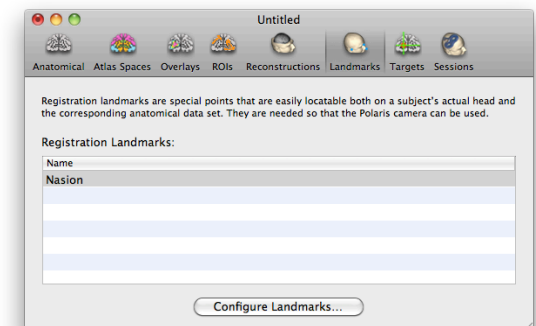 Untitled
Anatomical Atlas Spaces Overlays ROIs Reconstructions Landmarks Targets Sessions
Registration landmarks are special points that are easily locatable both on a subject's actual head and
the corresponding anatomical data set. They are needed so that the Polaris camera can be used.
Registration Landmarks:
Name
Nasion
Configure Landmarks...